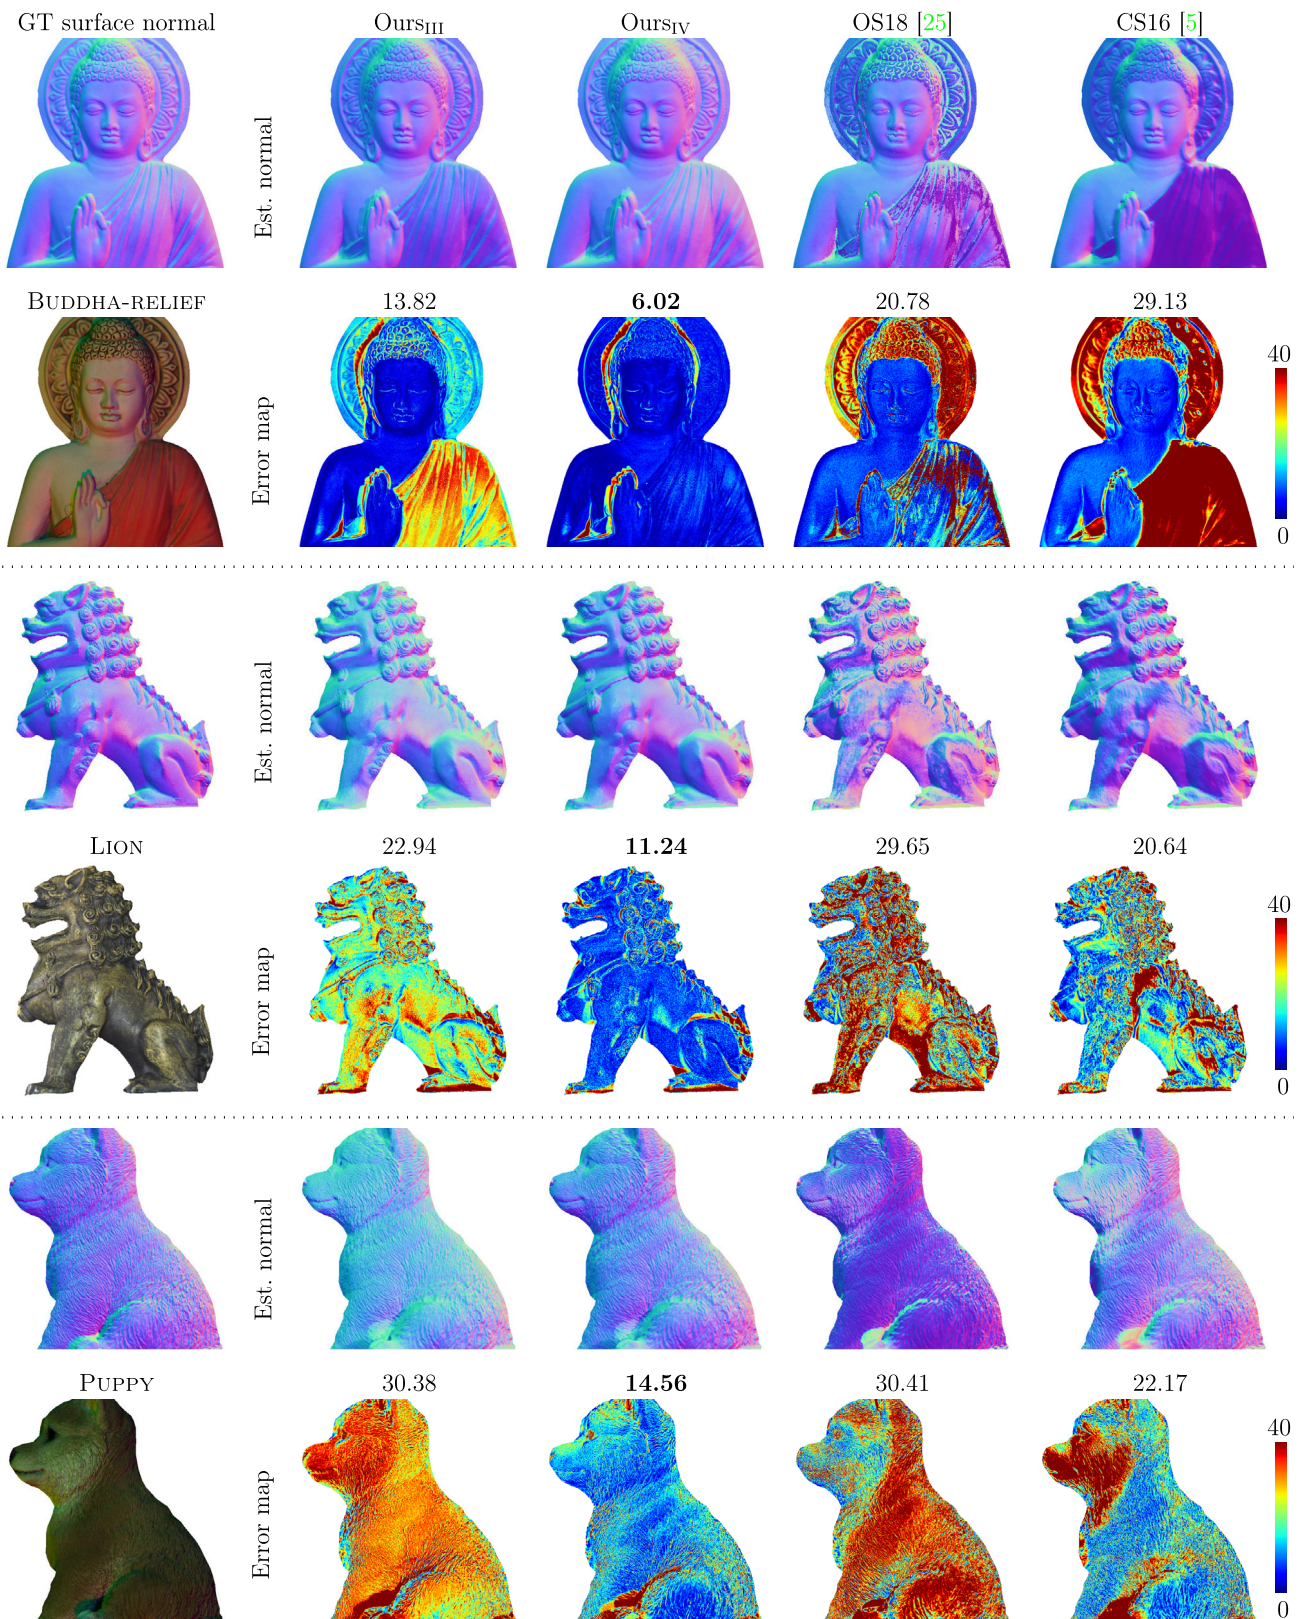 GT surface normal OursIII OursIV OS18 [25] CS16 [5]
Est. normal
BUDDHA-RELIEF 13.82 6.02 20.78 29.13
Error map
40
0
Est. normal
LION 22.94 11.24 29.65 20.64
Error map
40
0
Est. normal
PUPPY 30.38 14.56 30.41 22.17
Error map
40
0